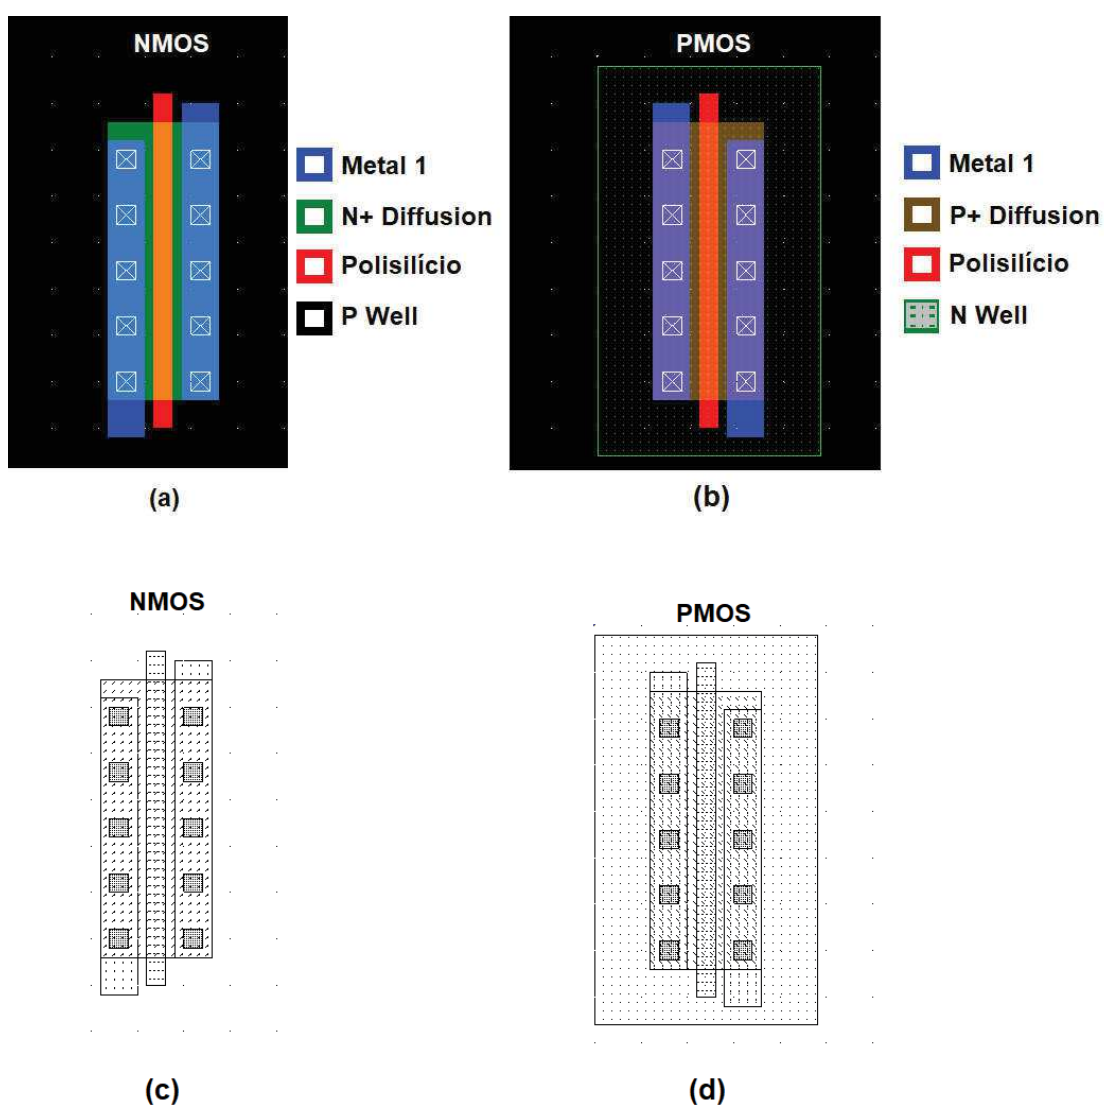 NMOS
Metal 1
N+ Diffusion
Polisilício
P Well
(a)
PMOS
Metal 1
P+ Diffusion
Polisilício
N Well
(b)
NMOS
(c)
PMOS
(d)